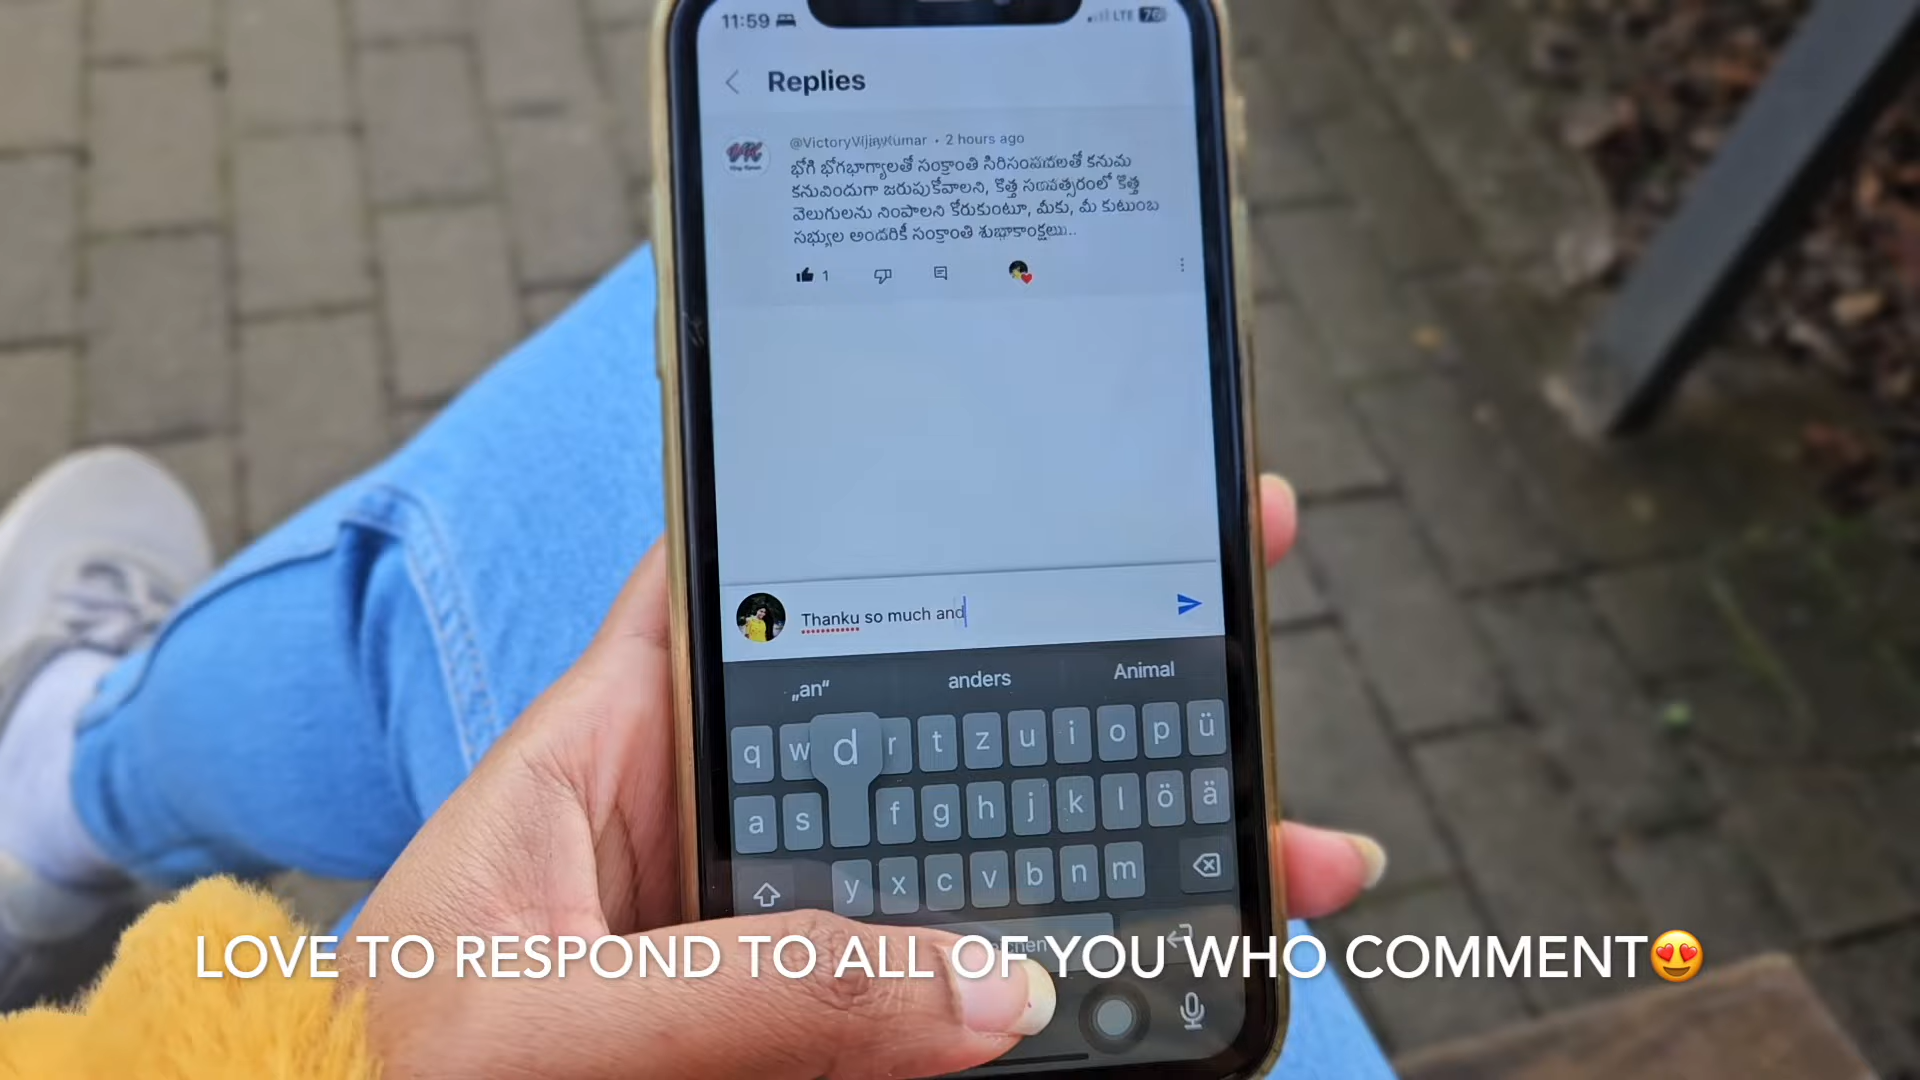 11:59
LTE 76
Replies
@VictoryVijayKumar • 2 hours ago
భోగి భోగభాగ్యాలతో సంక్రాంతి సిరిసంపదలతో కనుమ
కనువిందుగా జరుపుకోవాలని, కొత్త సంవత్సరంలో కొత్త
వెలుగులను నింపాలని కోరుకుంటూ, మీకు, మీ కుటుంబ
సభ్యుల అందరికీ సంక్రాంతి శుభాకాంక్షలు..
1
Thanku so much and
„an“ anders Animal
q w d r t z u i o p ü
a s f g h j k l ö ä
y x c v b n m
LOVE TO RESPOND TO ALL OF YOU WHO COMMENT😍